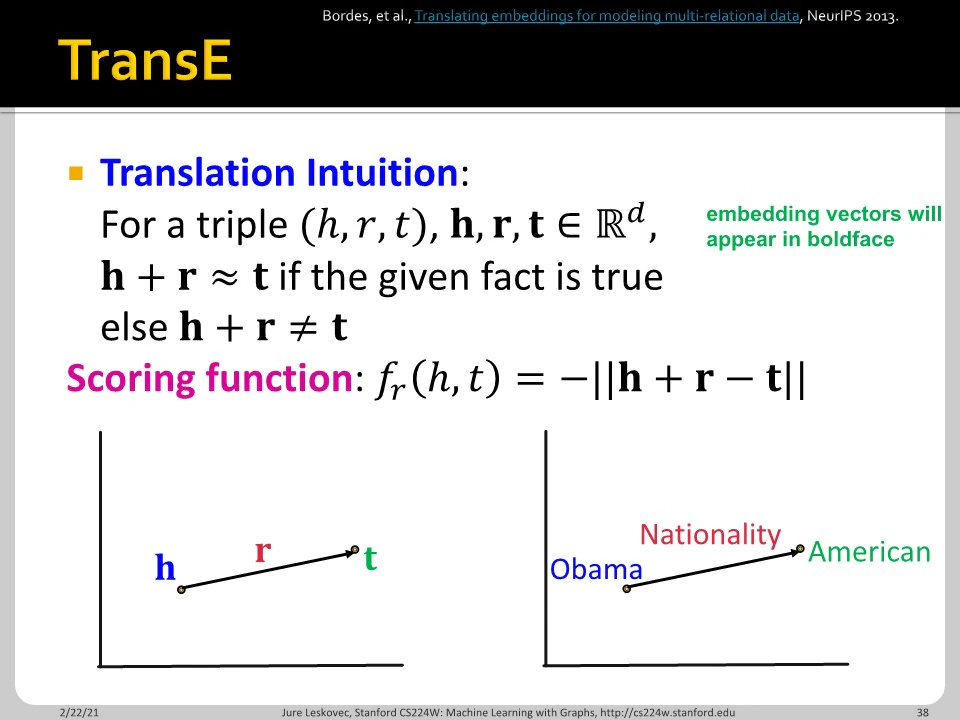 Bordes, et al., Translating embeddings for modeling multi-relational data, NeurIPS 2013.
TransE
▪ Translation Intuition:
For a triple (ℎ, 𝑟, 𝑡), 𝐡, 𝐫, 𝐭 ∈ ℝ^𝑑,
𝐡 + 𝐫 ≈ 𝐭 if the given fact is true
else 𝐡 + 𝐫 ≠ 𝐭
embedding vectors will
appear in boldface
Scoring function: 𝑓_𝑟(ℎ, 𝑡) = −||𝐡 + 𝐫 − 𝐭||
𝐡
𝐫
𝐭
Obama
Nationality
American
2/22/21
Jure Leskovec, Stanford CS224W: Machine Learning with Graphs, http://cs224w.stanford.edu
38